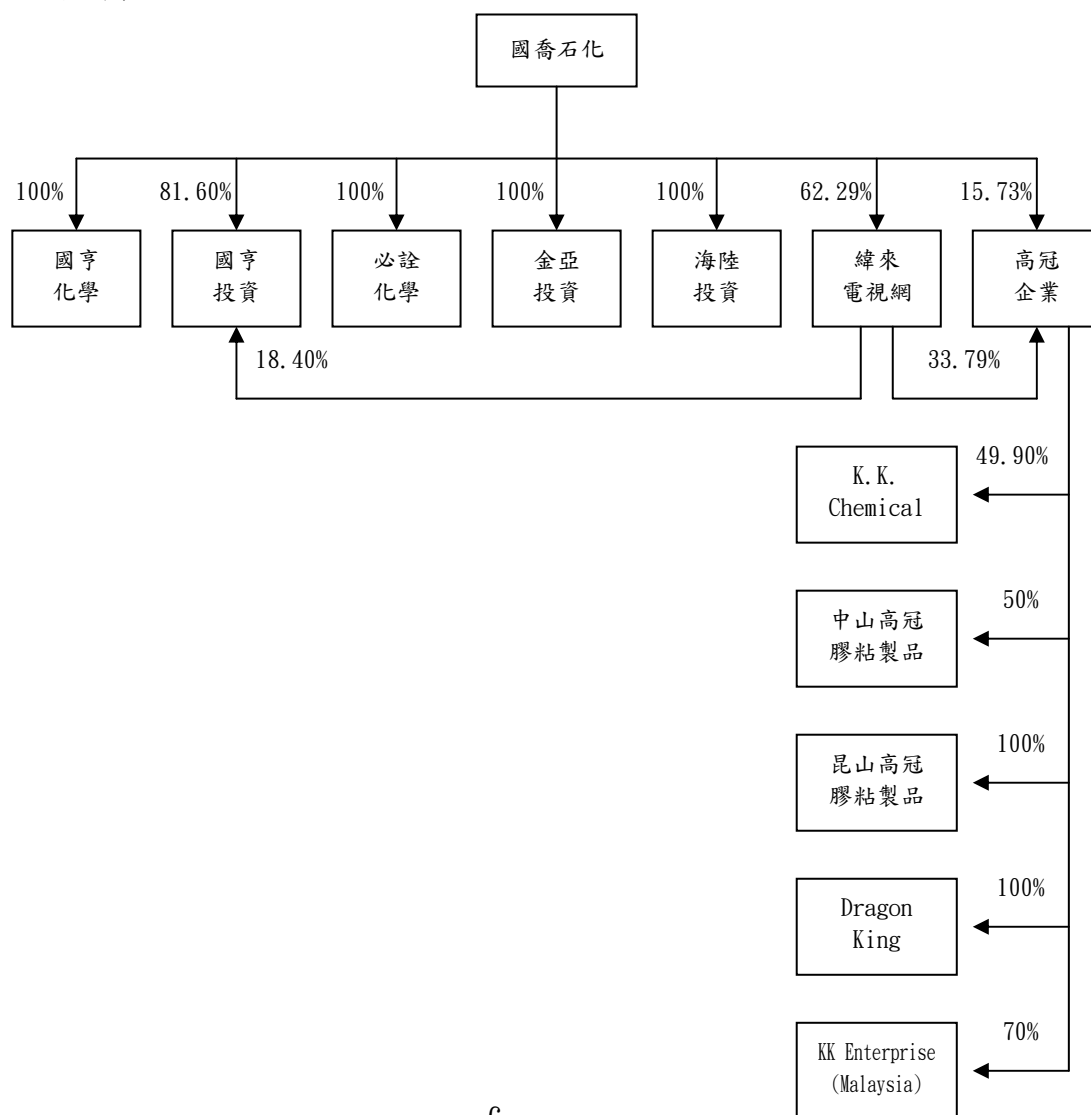 國喬石化
100%
81.60%
100%
100%
100%
62.29%
15.73%
國亨
化學
國亨
投資
必詮
化學
金亞
投資
海陸
投資
緯來
電視網
高冠
企業
18.40%
33.79%
49.90%
K.K.
Chemical
50%
中山高冠
膠粘製品
100%
昆山高冠
膠粘製品
100%
Dragon
King
70%
KK Enterprise
(Malaysia)